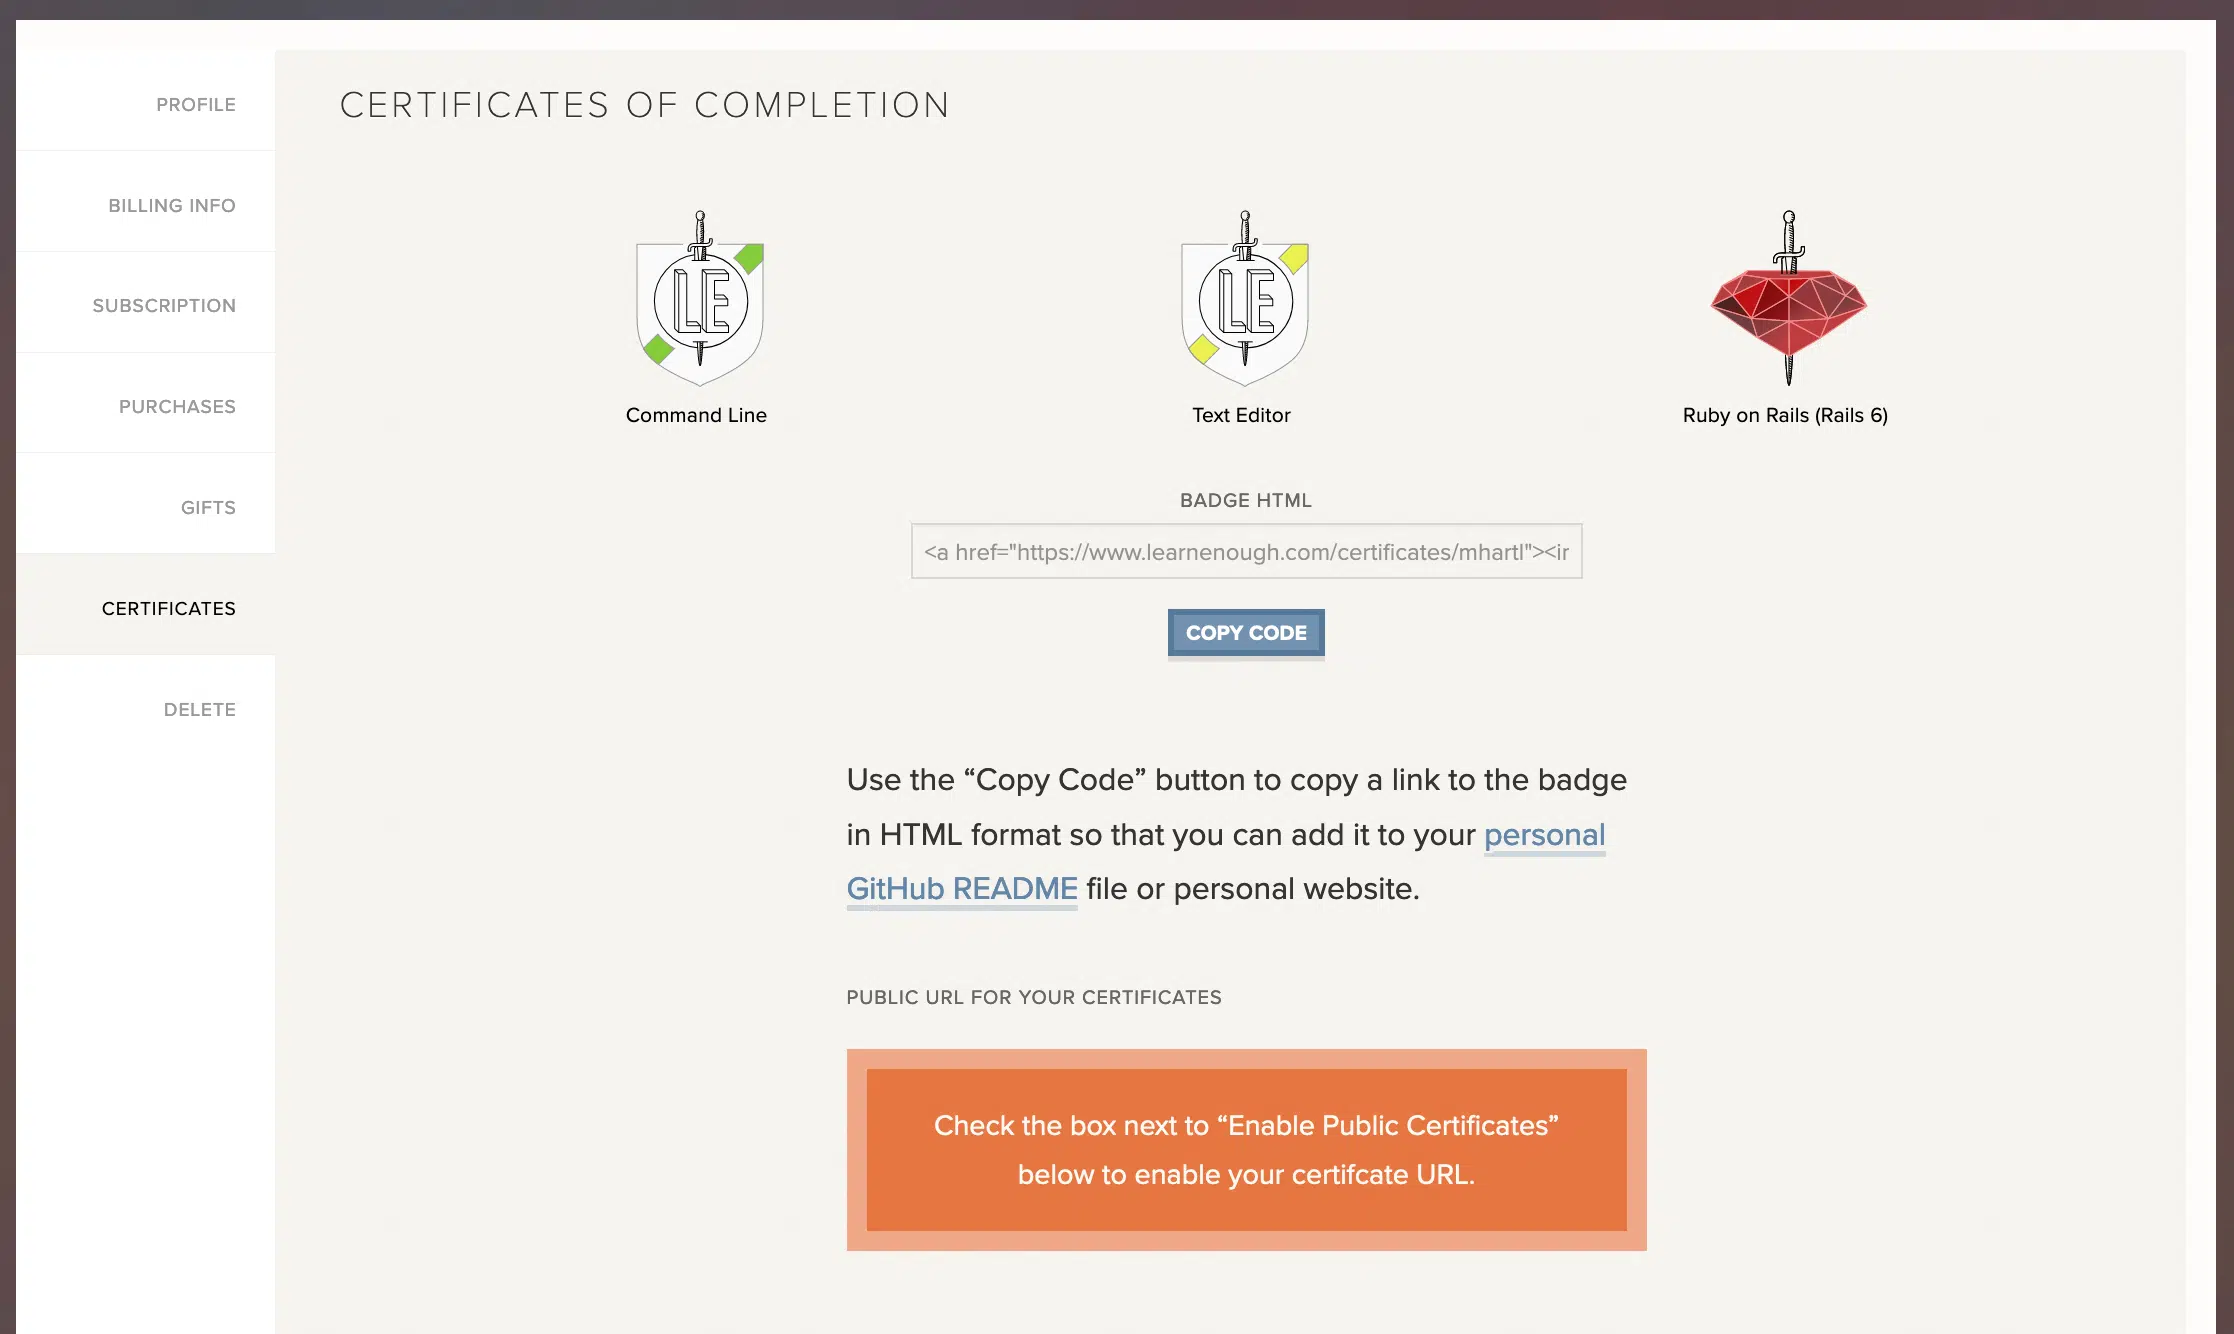 PROFILE
BILLING INFO
SUBSCRIPTION
PURCHASES
GIFTS
CERTIFICATES
DELETE
CERTIFICATES OF COMPLETION
LE
LE
Command Line
Text Editor
Ruby on Rails (Rails 6)
BADGE HTML
<a href="https://www.learnenough.com/certificates/mhartl"><ir
COPY CODE
Use the “Copy Code” button to copy a link to the badge
in HTML format so that you can add it to your personal
GitHub README file or personal website.
PUBLIC URL FOR YOUR CERTIFICATES
Check the box next to “Enable Public Certificates”
below to enable your certifcate URL.